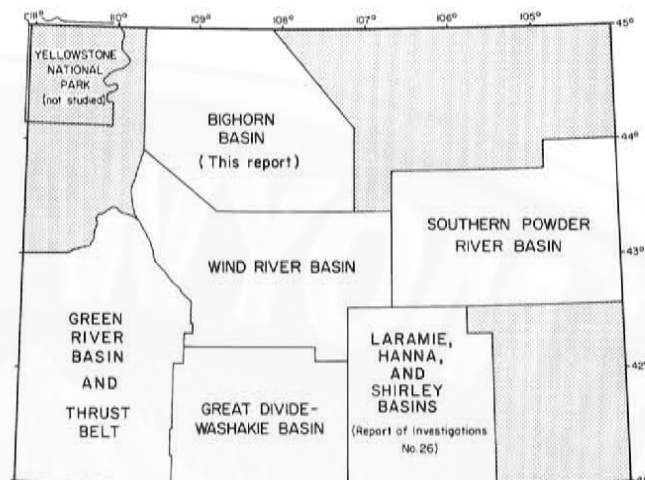 111°
110°
109°
108°
107°
106°
105°
45°
YELLOWSTONE
NATIONAL
PARK
(not studied)
BIGHORN
BASIN
(This report)
44°
SOUTHERN POWDER
RIVER BASIN
43°
WIND RIVER BASIN
GREEN
RIVER
BASIN
AND
THRUST
BELT
LARAMIE,
HANNA,
AND
SHIRLEY
BASINS
(Report of Investigations
No. 26)
42°
GREAT DIVIDE-
WASHAKIE BASIN